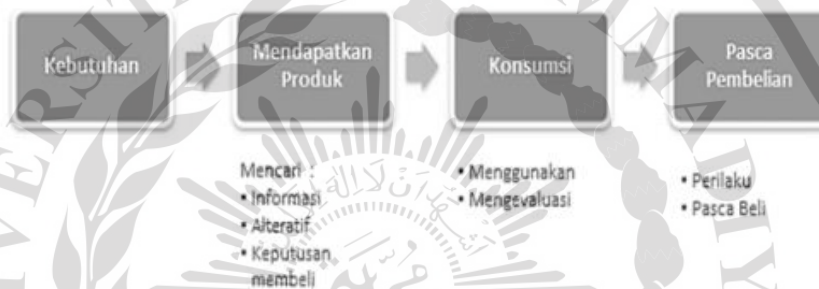 Kebutuhan
Mendapatkan
Produk
Konsumsi
Pasca
Pembelian
Mencari :
• Informasi
• Alteratif
• Keputusan
membeli
• Menggunakan
• Mengevaluasi
• Perilaku
• Pasca Beli